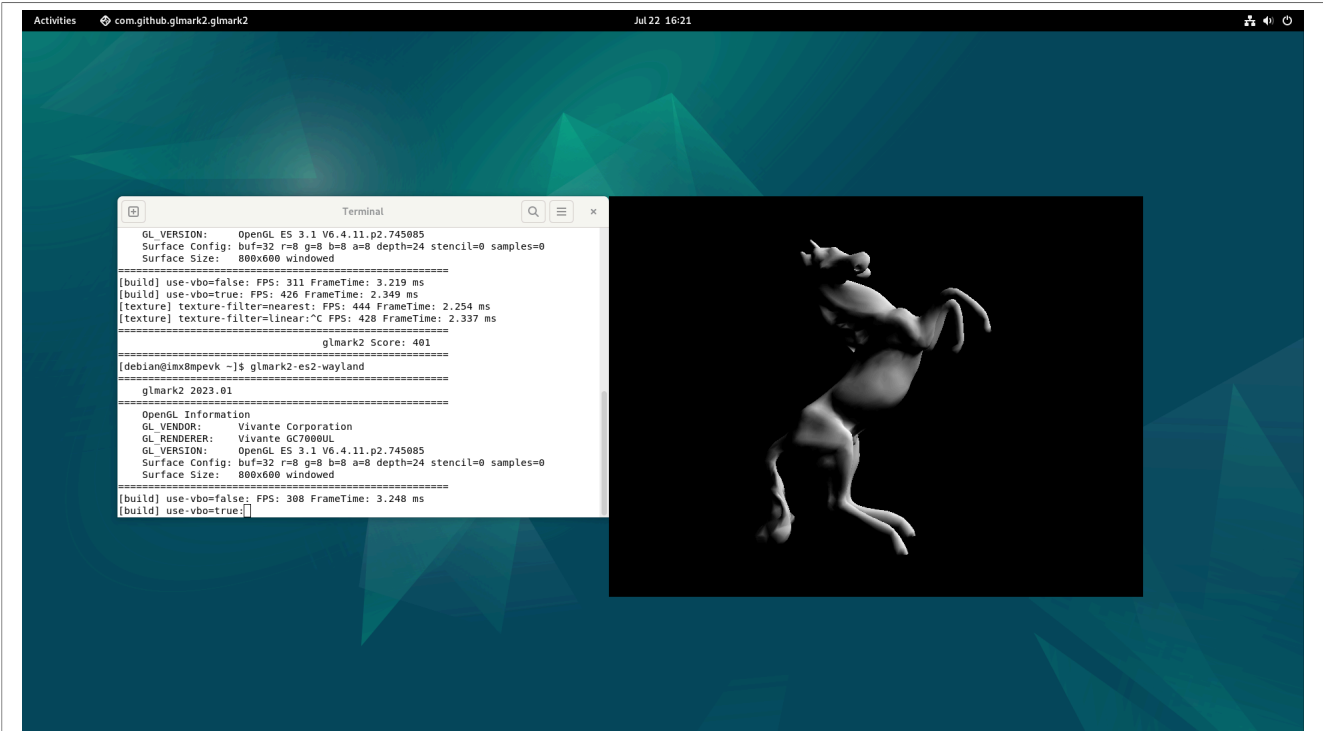 Activities com.github.glmark2.glmark2 Jul 22 16:21
Terminal
GL_VERSION: OpenGL ES 3.1 V6.4.11.p2.745085
Surface Config: buf=32 r=8 g=8 b=8 a=8 depth=24 stencil=0 samples=0
Surface Size: 800x600 windowed
=======================================================
[build] use-vbo=false: FPS: 311 FrameTime: 3.219 ms
[build] use-vbo=true: FPS: 426 FrameTime: 2.349 ms
[texture] texture-filter=nearest: FPS: 444 FrameTime: 2.254 ms
[texture] texture-filter=linear:^C FPS: 428 FrameTime: 2.337 ms
=======================================================
glmark2 Score: 401
=======================================================
[debian@imx8mpevk ~]$ glmark2-es2-wayland
=======================================================
glmark2 2023.01
=======================================================
OpenGL Information
GL_VENDOR: Vivante Corporation
GL_RENDERER: Vivante GC7000UL
GL_VERSION: OpenGL ES 3.1 V6.4.11.p2.745085
Surface Config: buf=32 r=8 g=8 b=8 a=8 depth=24 stencil=0 samples=0
Surface Size: 800x600 windowed
=======================================================
[build] use-vbo=false: FPS: 308 FrameTime: 3.248 ms
[build] use-vbo=true: